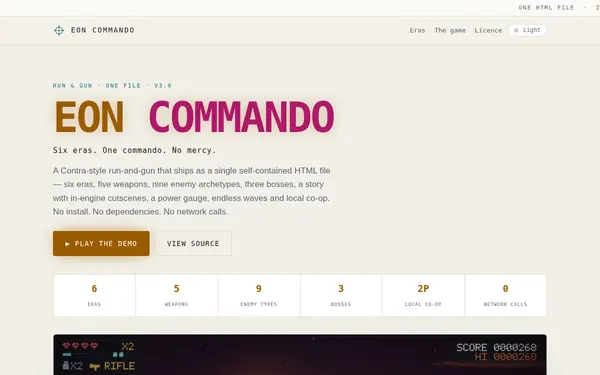 ONE HTML FILE ·
EON COMMANDO
Eras The game Licence Light
RUN & GUN · ONE FILE · V3.0
EON COMMANDO
Six eras. One commando. No mercy.
A Contra-style run-and-gun that ships as a single self-contained HTML file
— six eras, five weapons, nine enemy archetypes, three bosses, a story
with in-engine cutscenes, a power gauge, endless waves and local co-op.
No install. No dependencies. No network calls.
▶ PLAY THE DEMO VIEW SOURCE
6 5 9 3 2P 0
ERAS WEAPONS ENEMY TYPES BOSSES LOCAL CO-OP NETWORK CALLS
X2 SCORE 0000268
HI 0000268
X2 RIFLE